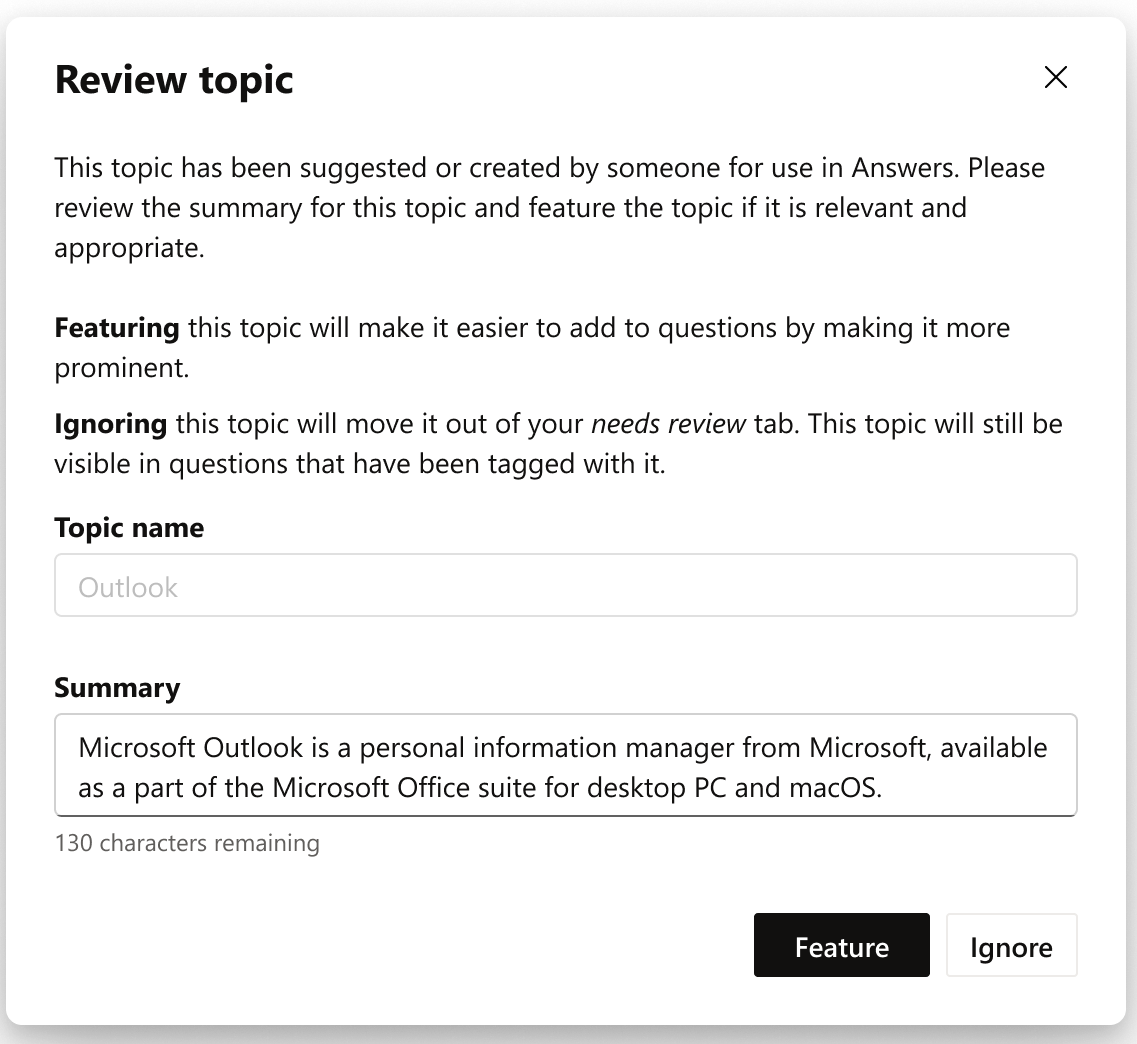 Review topic
This topic has been suggested or created by someone for use in Answers. Please
review the summary for this topic and feature the topic if it is relevant and
appropriate.
Featuring this topic will make it easier to add to questions by making it more
prominent.
Ignoring this topic will move it out of your needs review tab. This topic will still be
visible in questions that have been tagged with it.
Topic name
Outlook
Summary
Microsoft Outlook is a personal information manager from Microsoft, available
as a part of the Microsoft Office suite for desktop PC and macOS.
130 characters remaining
Feature
Ignore